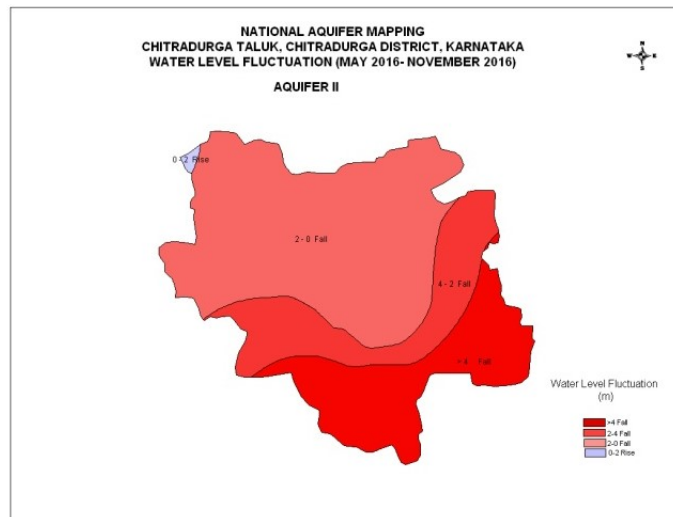 NATIONAL AQUIFER MAPPING
CHITRADURGA TALUK, CHITRADURGA DISTRICT, KARNATAKA
WATER LEVEL FLUCTUATION (MAY 2016- NOVEMBER 2016)
AQUIFER II
N
W E
S
0 - 2 Rise
2 - 0 Fall
4 - 2 Fall
Fall
Water Level Fluctuation
(m)
>4 Fall
2-4 Fall
2-0 Fall
0-2 Rise